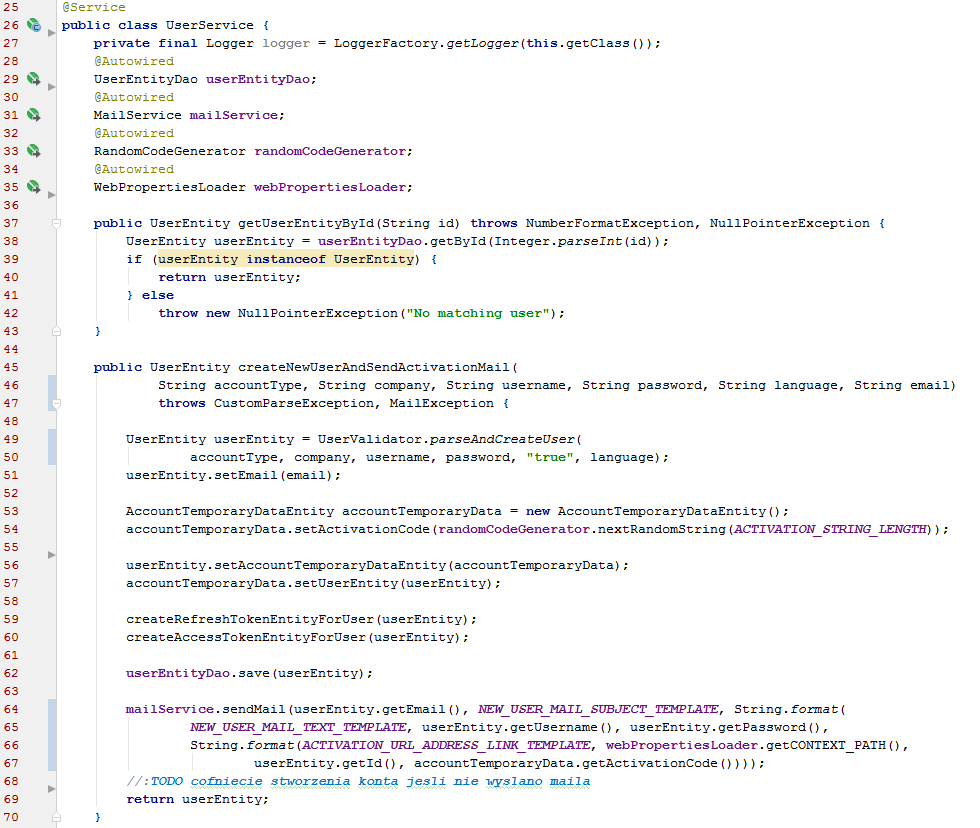 25 @Service
26 public class UserService {
27     private final Logger logger = LoggerFactory.getLogger(this.getClass());
28     @Autowired
29     UserEntityDao userEntityDao;
30     @Autowired
31     MailService mailService;
32     @Autowired
33     RandomCodeGenerator randomCodeGenerator;
34     @Autowired
35     WebPropertiesLoader webPropertiesLoader;
36
37     public UserEntity getUserEntityById(String id) throws NumberFormatException, NullPointerException {
38         UserEntity userEntity = userEntityDao.getById(Integer.parseInt(id));
39         if (userEntity instanceof UserEntity) {
40             return userEntity;
41         } else
42             throw new NullPointerException("No matching user");
43     }
44
45     public UserEntity createNewUserAndSendActivationMail(
46             String accountType, String company, String username, String password, String language, String email)
47             throws CustomParseException, MailException {
48
49         UserEntity userEntity = UserValidator.parseAndCreateUser(
50                 accountType, company, username, password, "true", language);
51         userEntity.setEmail(email);
52
53         AccountTemporaryDataEntity accountTemporaryData = new AccountTemporaryDataEntity();
54         accountTemporaryData.setActivationCode(randomCodeGenerator.nextRandomString(ACTIVATION_STRING_LENGTH));
55
56         userEntity.setAccountTemporaryDataEntity(accountTemporaryData);
57         accountTemporaryData.setUserEntity(userEntity);
58
59         createRefreshTokenEntityForUser(userEntity);
60         createAccessTokenEntityForUser(userEntity);
61
62         userEntityDao.save(userEntity);
63
64         mailService.sendMail(userEntity.getEmail(), NEW_USER_MAIL_SUBJECT_TEMPLATE, String.format(
65                 NEW_USER_MAIL_TEXT_TEMPLATE, userEntity.getUsername(), userEntity.getPassword(),
66                 String.format(ACTIVATION_URL_ADDRESS_LINK_TEMPLATE, webPropertiesLoader.getCONTEXT_PATH(),
67                         userEntity.getId(), accountTemporaryData.getActivationCode())));
68         //:TODO cofniecie stworzenia konta jesli nie wyslano maila
69         return userEntity;
70     }